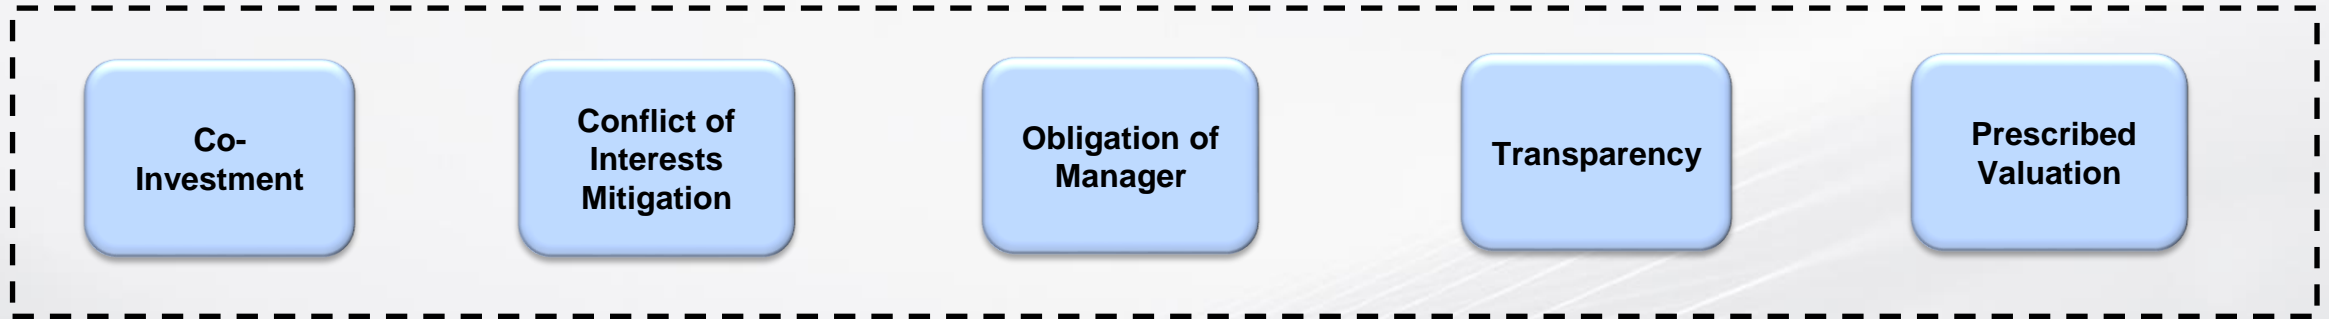 Co-
Investment
Conflict of
Interests
Mitigation
Obligation of
Manager
Transparency
Prescribed
Valuation